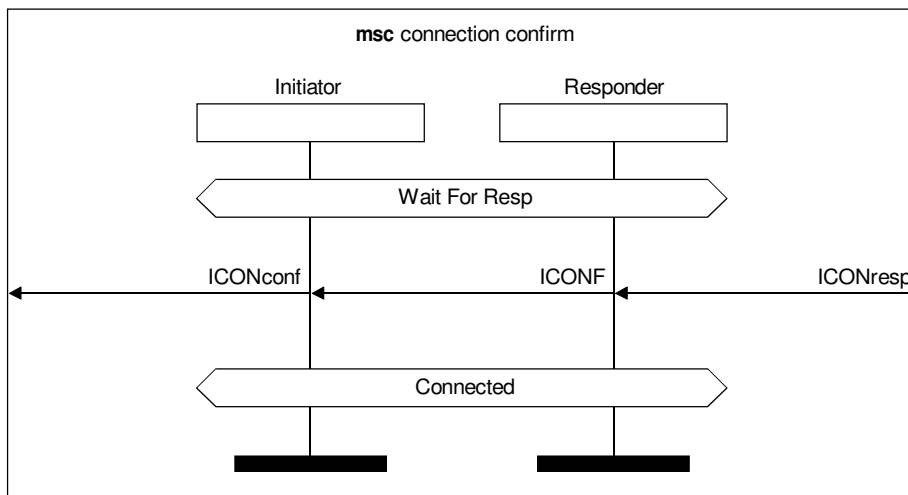 msc connection confirm
Initiator
Responder
Wait For Resp
ICONconf
ICONF
ICONresp
Connected